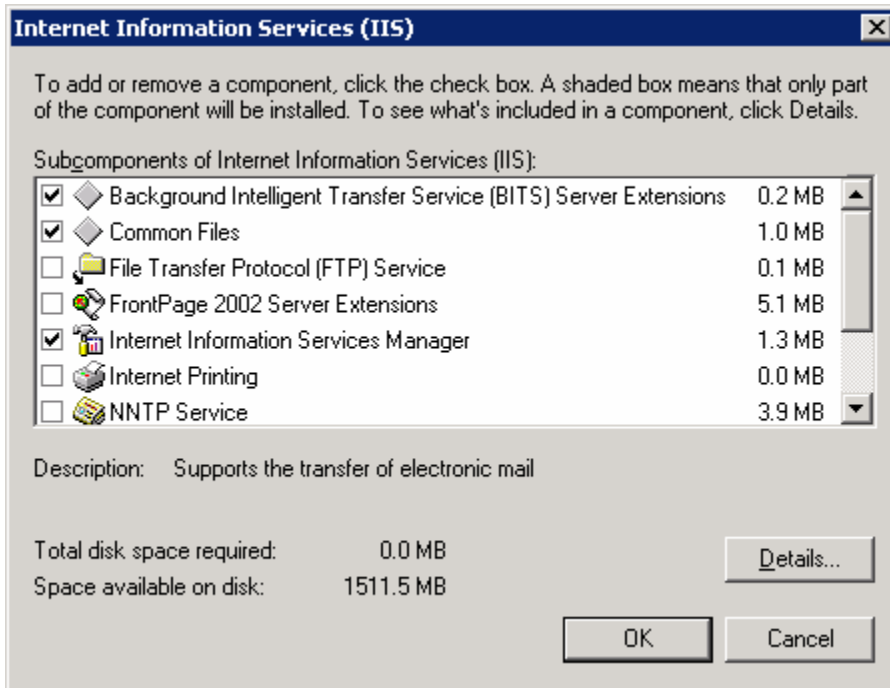 Internet Information Services (IIS)
To add or remove a component, click the check box. A shaded box means that only part
of the component will be installed. To see what's included in a component, click Details.
Subcomponents of Internet Information Services (IIS):
Background Intelligent Transfer Service (BITS) Server Extensions 0.2 MB
Common Files 1.0 MB
File Transfer Protocol (FTP) Service 0.1 MB
FrontPage 2002 Server Extensions 5.1 MB
Internet Information Services Manager 1.3 MB
Internet Printing 0.0 MB
NNTP Service 3.9 MB
Description: Supports the transfer of electronic mail
Total disk space required: 0.0 MB
Details...
Space available on disk: 1511.5 MB
OK Cancel